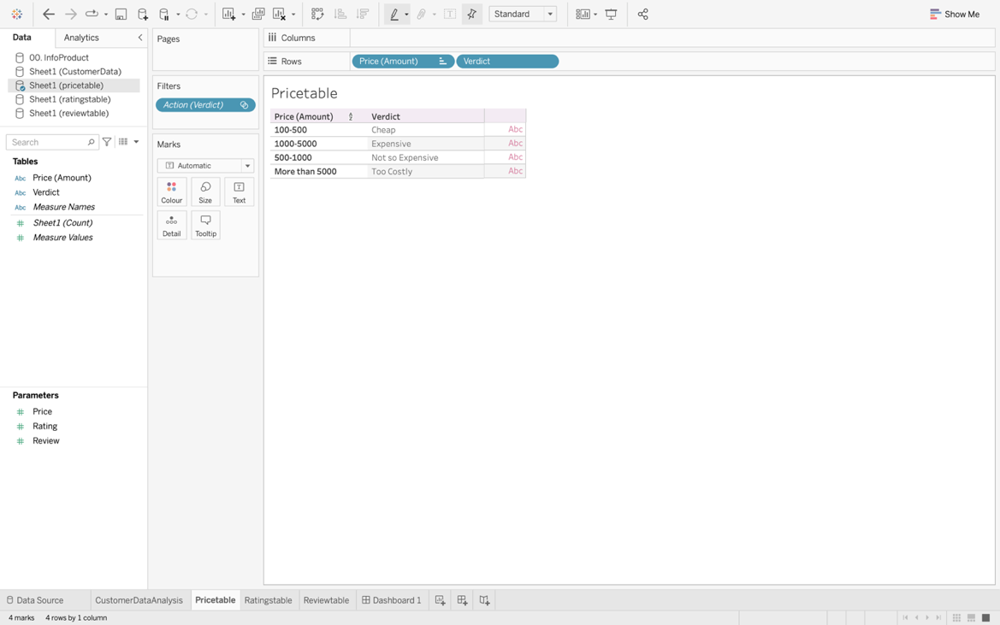 Standard
Show Me
Data
Analytics
00. InfoProduct
Sheet1 (CustomerData)
Sheet1 (pricetable)
Sheet1 (ratingstable)
Sheet1 (reviewtable)
Search
Tables
Abc Price (Amount)
Abc Verdict
Abc Measure Names
Sheet1 (Count)
Measure Values
Parameters
Price
Rating
Review
Pages
Filters
Action (Verdict)
Marks
T Automatic
Colour Size Text
Detail Tooltip
Columns
Rows Price (Amount) Verdict
Pricetable
Price (Amount) Verdict
100-500 Cheap Abc
1000-5000 Expensive Abc
500-1000 Not so Expensive Abc
More than 5000 Too Costly Abc
Data Source CustomerDataAnalysis Pricetable Ratingstable Reviewtable Dashboard 1
4 marks 4 rows by 1 column